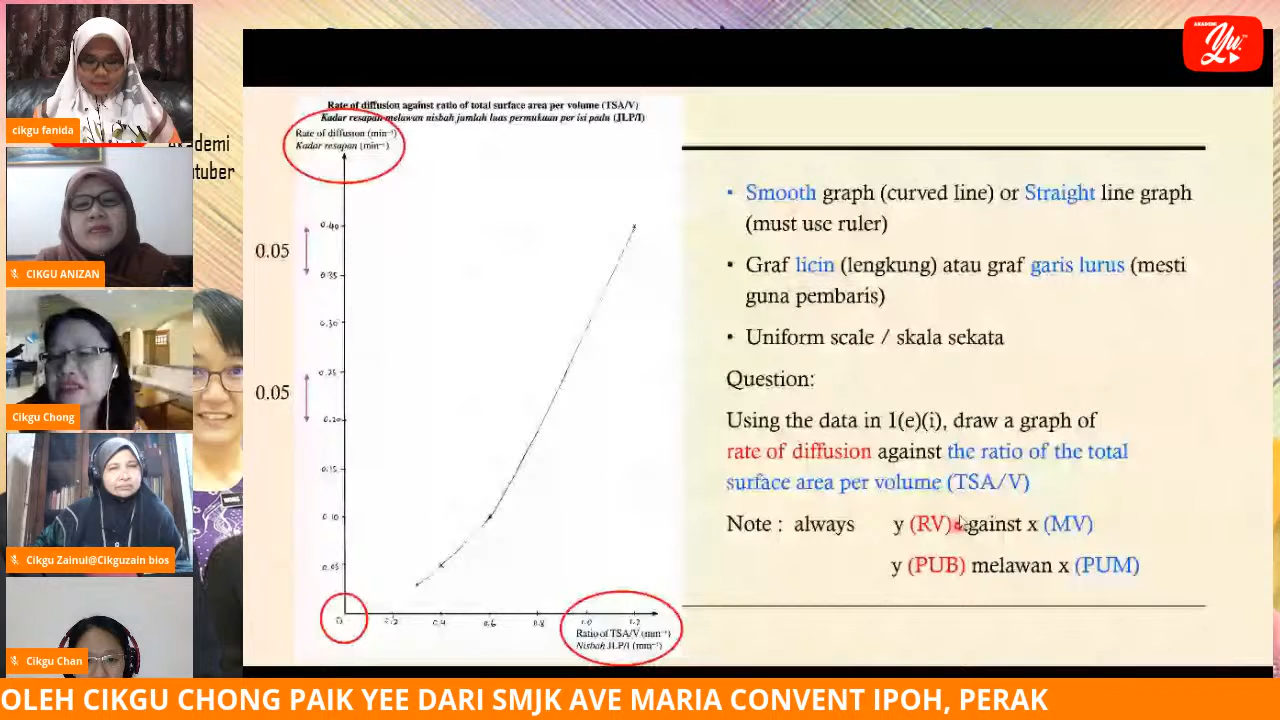 cikgu fanida
CIKGU ANIZAN
Cikgu Chong
Cikgu Zainul@Cikguzain bios
Cikgu Chan
AKADEMI
Yu.
Rate of diffusion against ratio of total surface area per volume (TSA/V)
Kadar resapan melawan nisbah jumlah luas permukaan per isi padu (JLP/I)
Rate of diffusion (min⁻¹)
Kadar resapan (min⁻¹)
0.40
0.35
0.30
0.25
0.20
0.15
0.10
0.05
0.05
0.05
0
0.2
0.4
0.6
0.8
1.0
1.2
Ratio of TSA/V (mm⁻¹)
Nisbah JLP/I (mm⁻¹)
• Smooth graph (curved line) or Straight line graph
(must use ruler)
• Graf licin (lengkung) atau graf garis lurus (mesti
guna pembaris)
• Uniform scale / skala sekata
Question:
Using the data in 1(e)(i), draw a graph of
rate of diffusion against the ratio of the total
surface area per volume (TSA/V)
Note : always y (RV) against x (MV)
y (PUB) melawan x (PUM)
OLEH CIKGU CHONG PAIK YEE DARI SMJK AVE MARIA CONVENT IPOH, PERAK